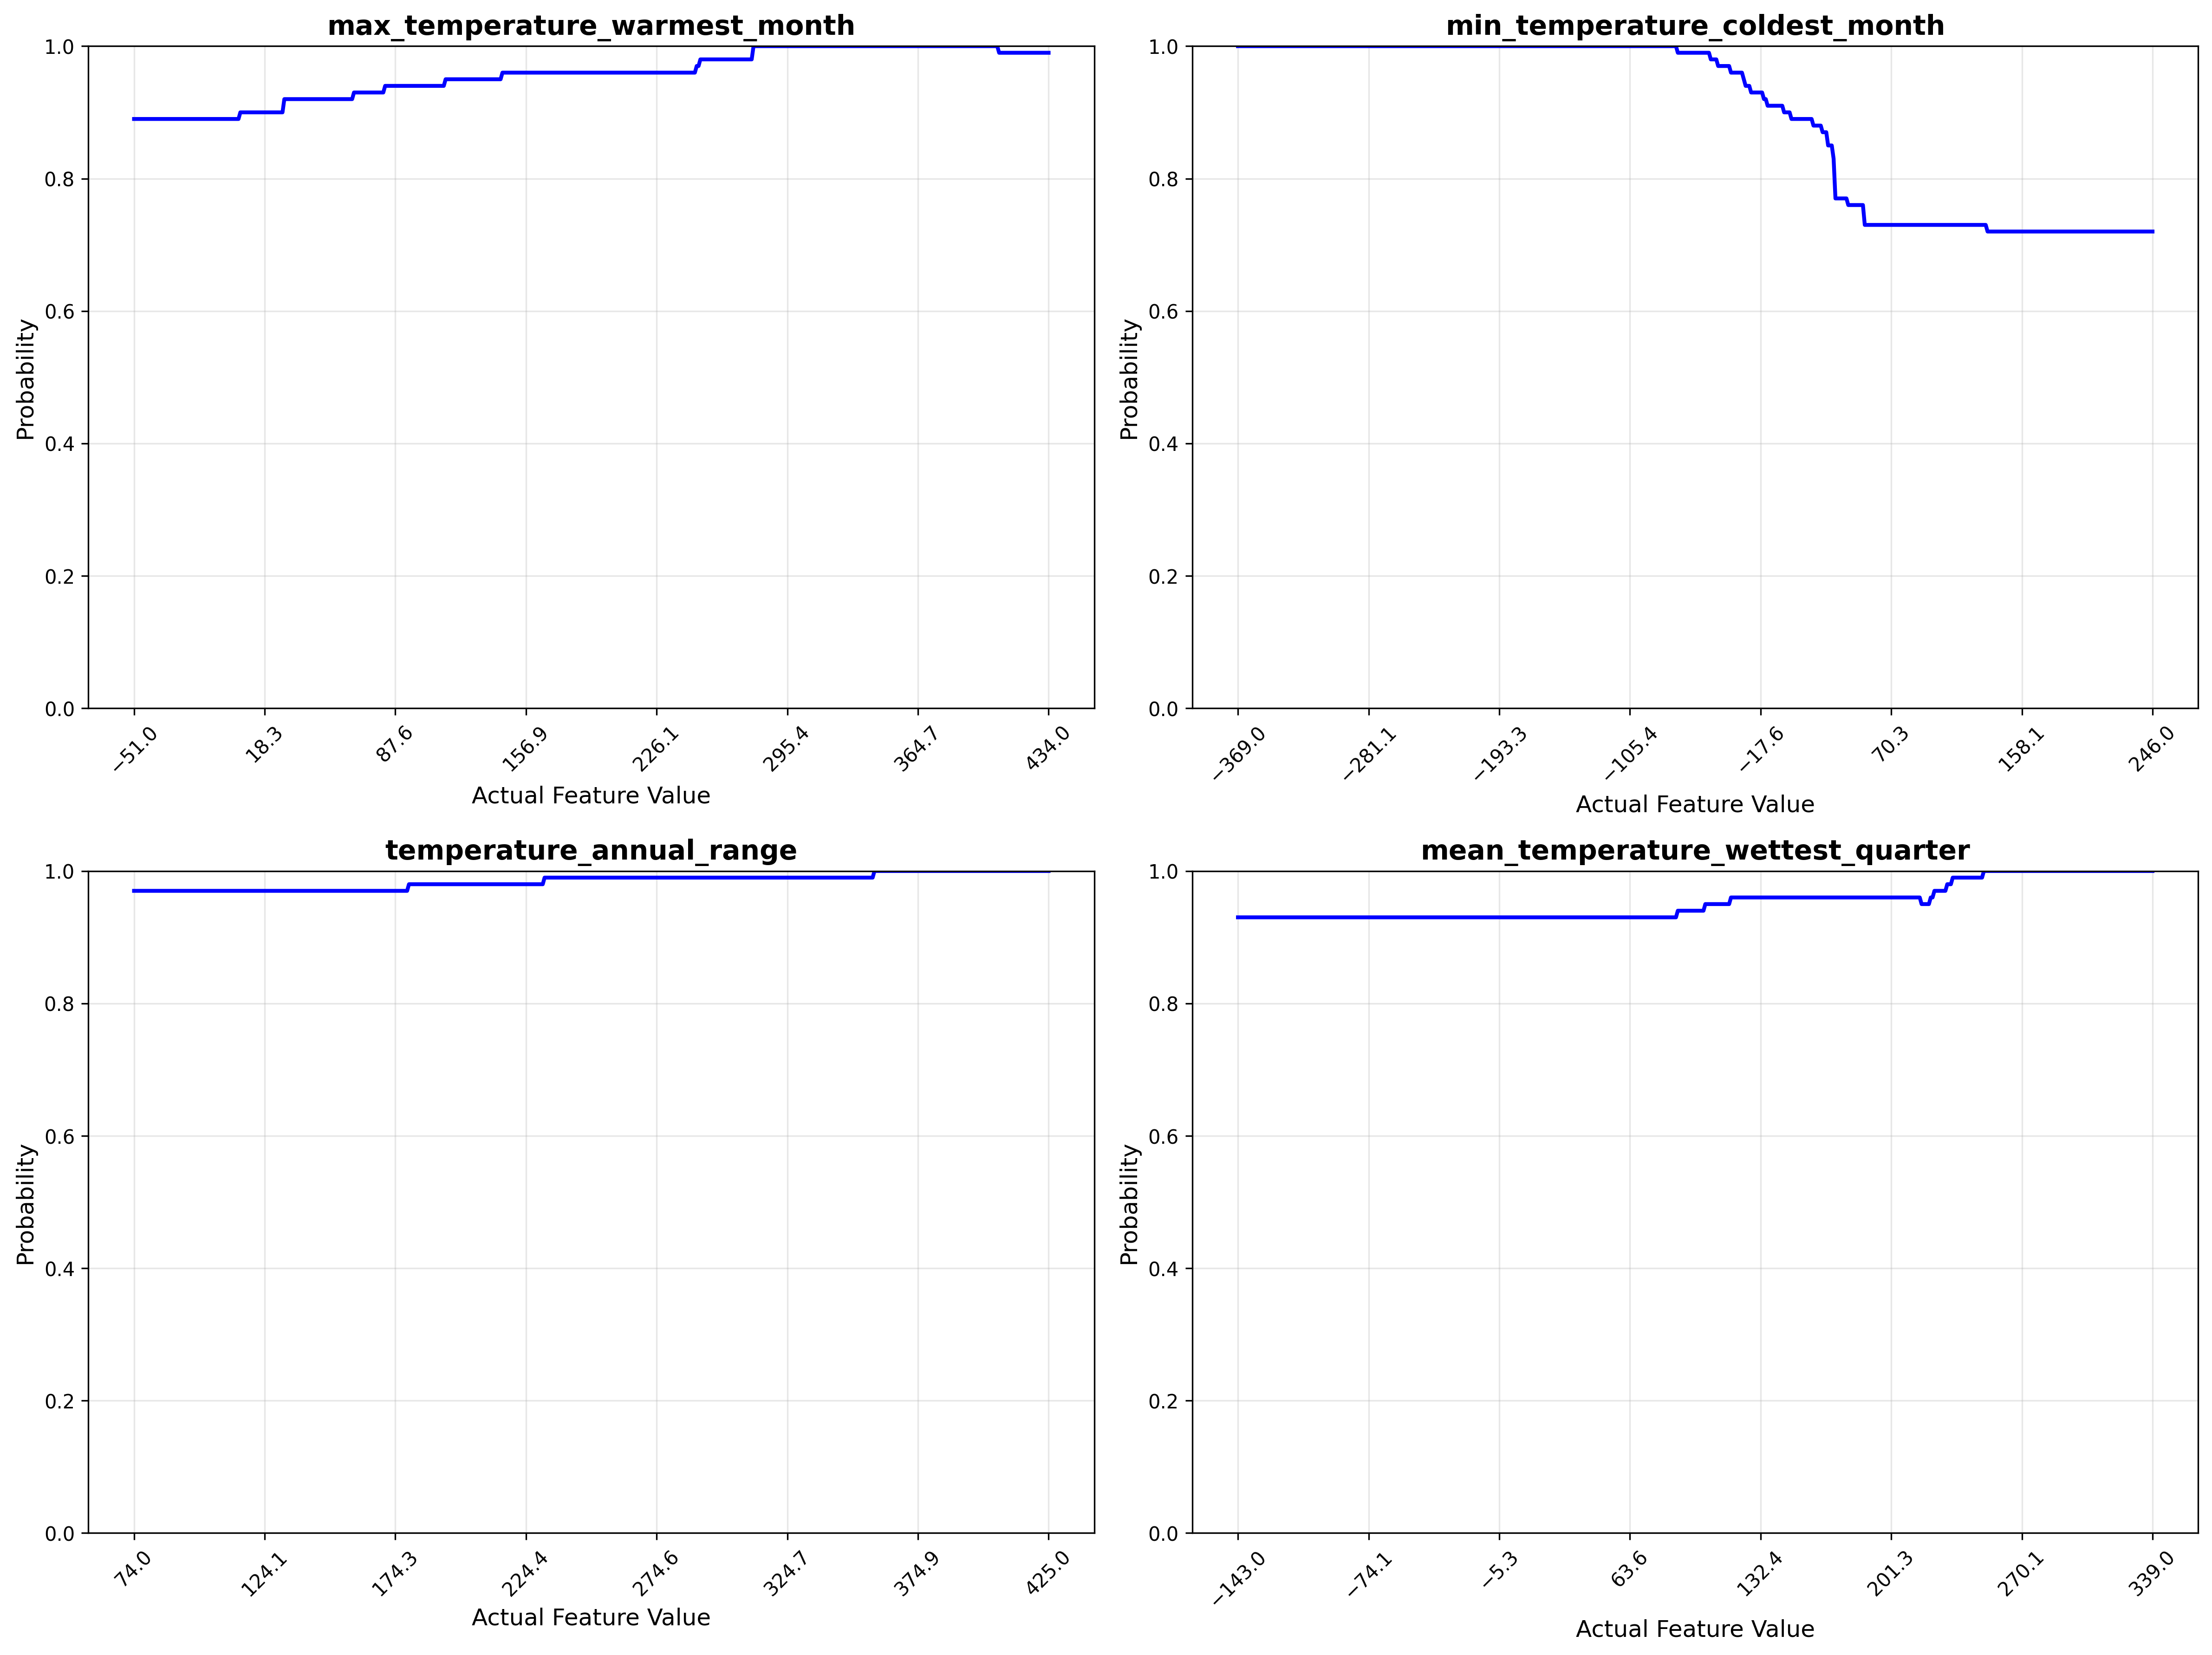 max_temperature_warmest_month
1.0
0.8
0.6
0.4
0.2
0.0
Probability
−51.0 18.3 87.6 156.9 226.1 295.4 364.7 434.0
Actual Feature Value
min_temperature_coldest_month
1.0
0.8
0.6
0.4
0.2
0.0
Probability
−369.0 −281.1 −193.3 −105.4 −17.6 70.3 158.1 246.0
Actual Feature Value
temperature_annual_range
1.0
0.8
0.6
0.4
0.2
0.0
Probability
74.0 124.1 174.3 224.4 274.6 324.7 374.9 425.0
Actual Feature Value
mean_temperature_wettest_quarter
1.0
0.8
0.6
0.4
0.2
0.0
Probability
−143.0 −74.1 −5.3 63.6 132.4 201.3 270.1 339.0
Actual Feature Value